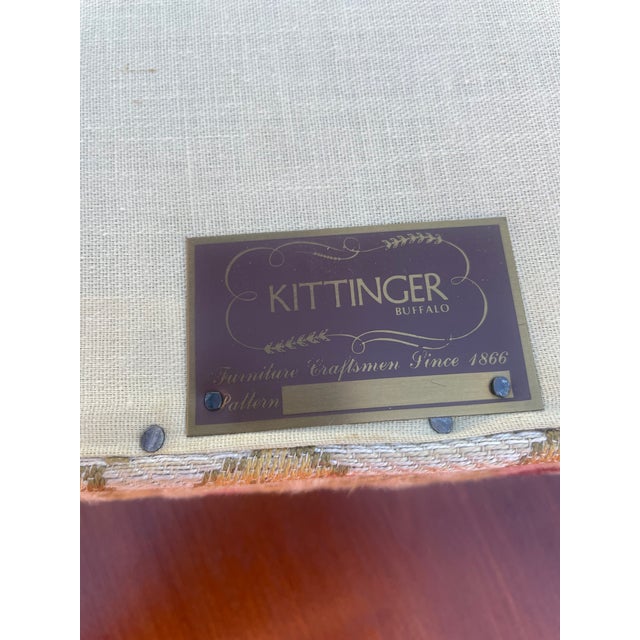 KITTINGER
BUFFALO
Furniture Craftsmen Since 1866
Pattern